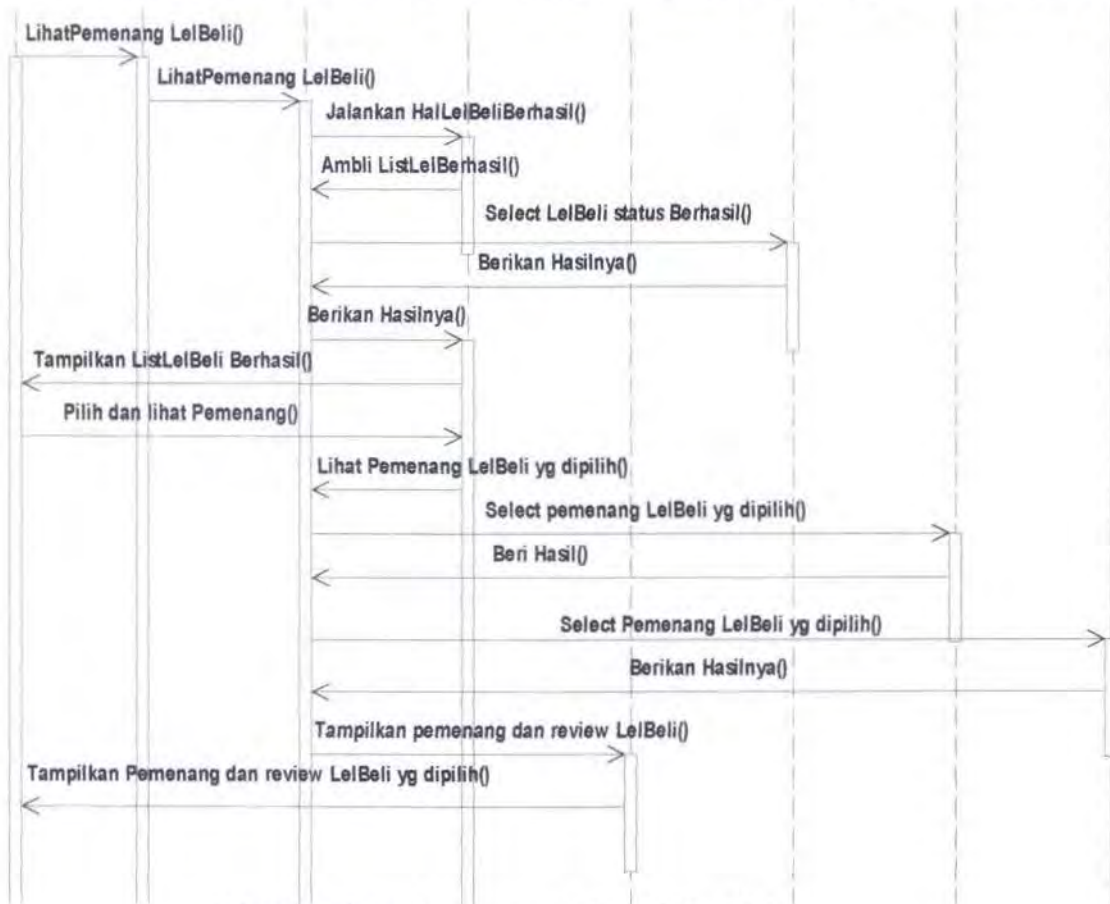 LihatPemenang LelBeli()
LihatPemenang LelBeli()
Jalankan HalLelBeliBerhasil()
Ambli ListLelBerhasil()
Select LelBeli status Berhasil()
Berikan Hasilnya()
Berikan Hasilnya()
Tampilkan ListLelBeli Berhasil()
Pilih dan lihat Pemenang()
Lihat Pemenang LelBeli yg dipilih()
Select pemenang LelBeli yg dipilih()
Beri Hasil()
Select Pemenang LelBeli yg dipilih()
Berikan Hasilnya()
Tampilkan pemenang dan review LelBeli()
Tampilkan Pemenang dan review LelBeli yg dipilih()